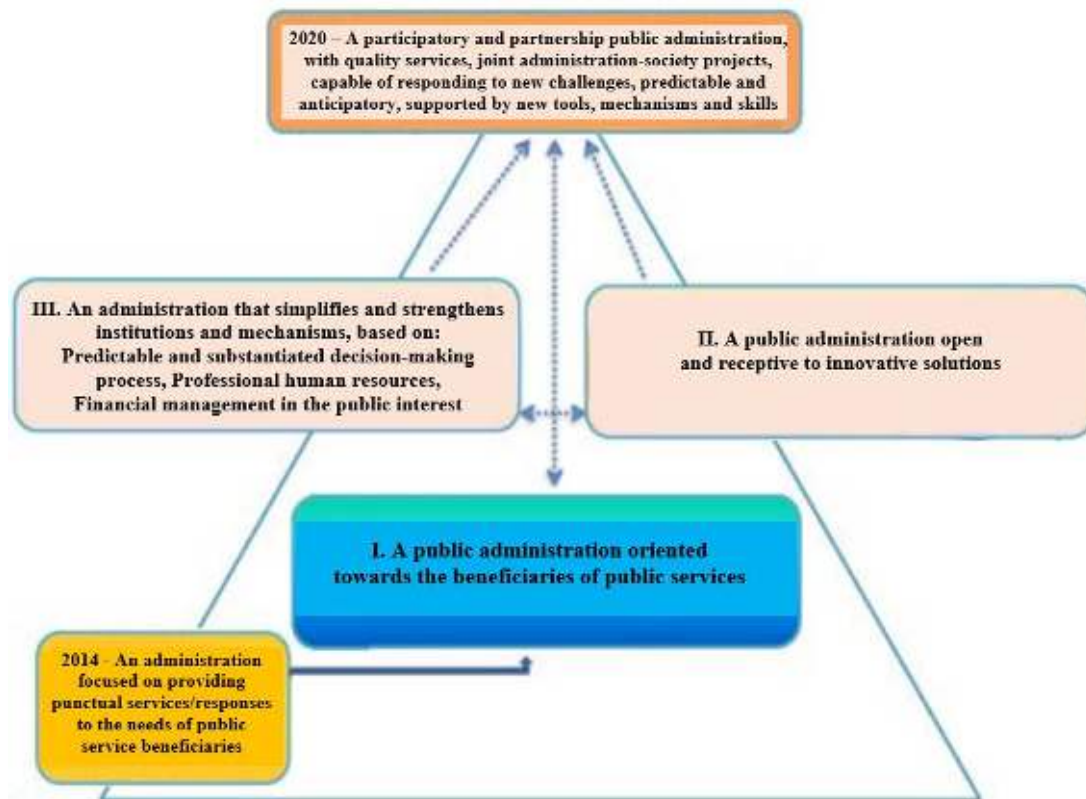 2020 – A participatory and partnership public administration,
with quality services, joint administration-society projects,
capable of responding to new challenges, predictable and
anticipatory, supported by new tools, mechanisms and skills
III. An administration that simplifies and strengthens
institutions and mechanisms, based on:
Predictable and substantiated decision-making
process, Professional human resources,
Financial management in the public interest
II. A public administration open
and receptive to innovative solutions
I. A public administration oriented
towards the beneficiaries of public services
2014 - An administration
focused on providing
punctual services/responses
to the needs of public
service beneficiaries